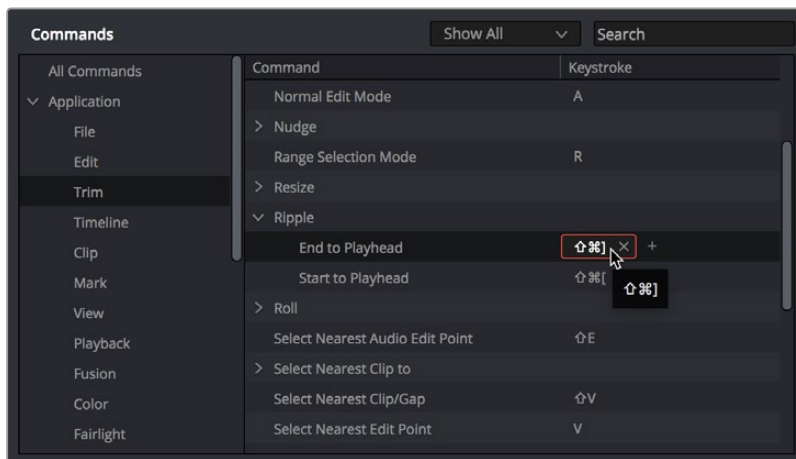 Commands
Show All
Search
All Commands
Application
File
Edit
Trim
Timeline
Clip
Mark
View
Playback
Fusion
Color
Fairlight
Command Keystroke
Normal Edit Mode A
Nudge
Range Selection Mode R
Resize
Ripple
End to Playhead ⇧⌘]
Start to Playhead ⇧⌘[
⇧⌘]
Roll
Select Nearest Audio Edit Point ⇧E
Select Nearest Clip to
Select Nearest Clip/Gap ⇧V
Select Nearest Edit Point V